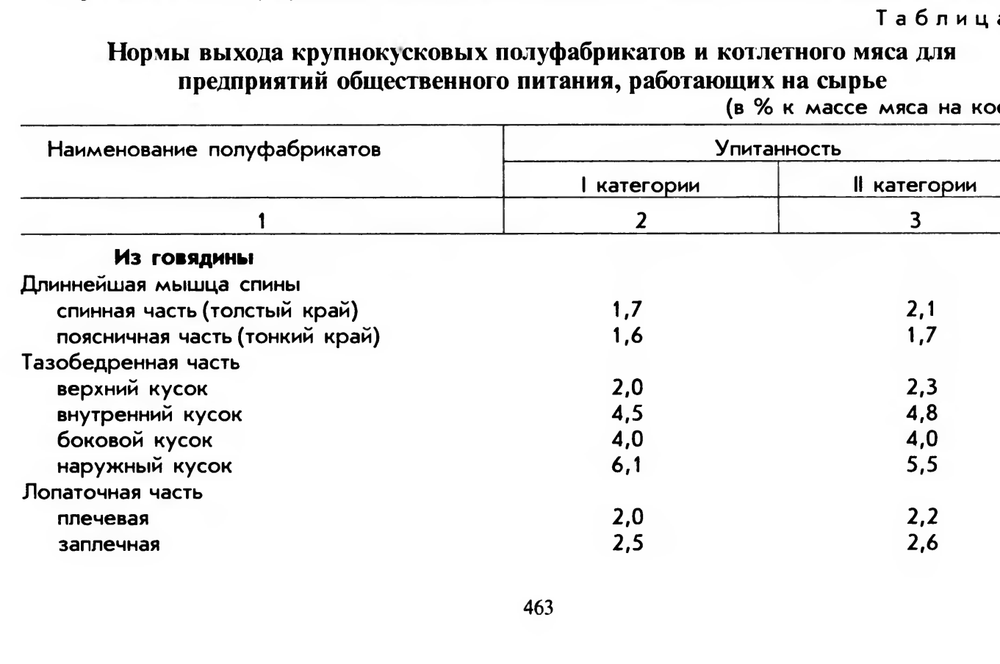 Таблица
Нормы выхода крупнокусковых полуфабрикатов и котлетного мяса для
предприятий общественного питания, работающих на сырье
(в % к массе мяса на
Наименование полуфабрикатов Упитанность
I категории II категории
1 2 3
Из говядины
Длиннейшая мышца спины
спинная часть (толстый край) 1,7 2,1
поясничная часть (тонкий край) 1,6 1,7
Тазобедренная часть
верхний кусок 2,0 2,3
внутренний кусок 4,5 4,8
боковой кусок 4,0 4,0
наружный кусок 6,1 5,5
Лопаточная часть
плечевая 2,0 2,2
заплечная 2,5 2,6
463